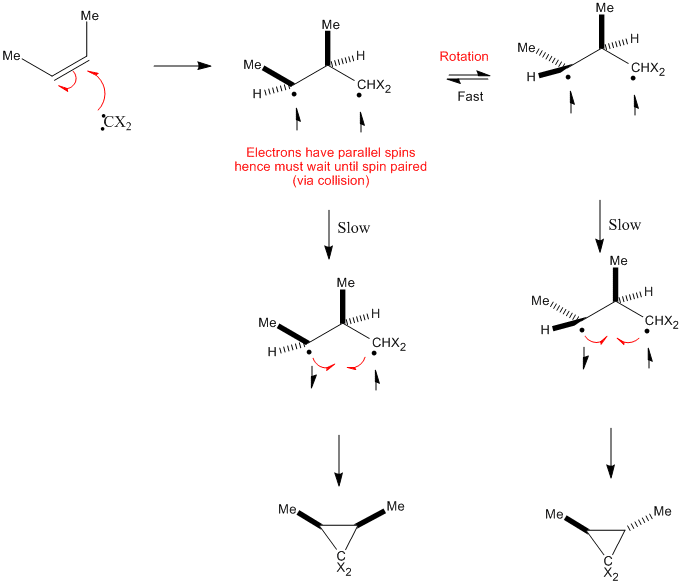 Me
Me
:CX2
Me
Me
H
H
CHX2
Rotation
Fast
Me
Me
H
H
CHX2
Electrons have parallel spins
hence must wait until spin paired
(via collision)
Slow
Slow
Me
Me
H
H
CHX2
Me
Me
H
H
CHX2
Me
Me
C
X2
Me
Me
C
X2